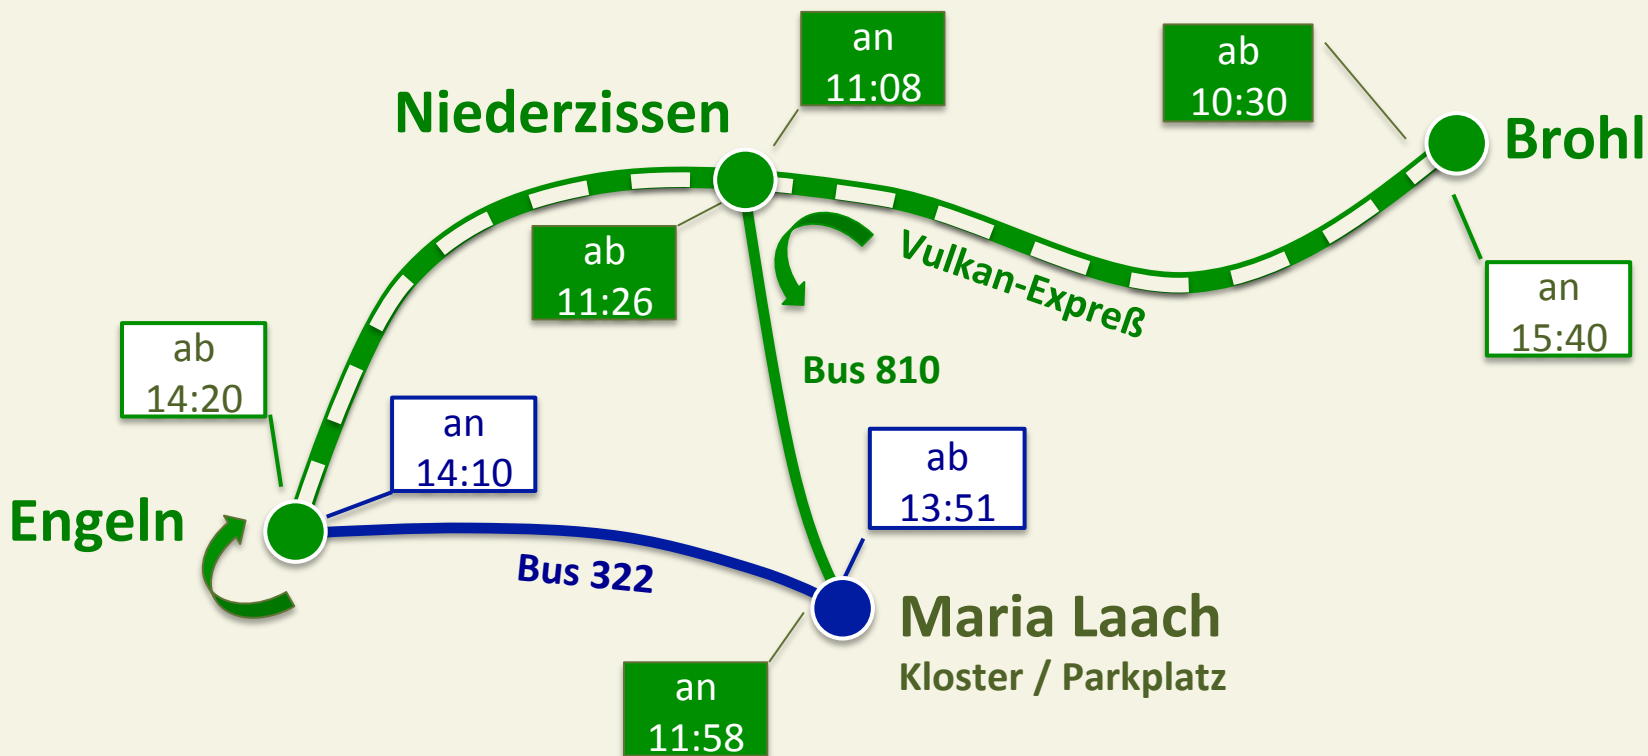 an
11:08
ab
10:30
Niederzissen
Brohl
ab
11:26
Vulkan-Expreß
an
15:40
ab
14:20
Bus 810
an
14:10
ab
13:51
Engeln
Bus 322
Maria Laach
Kloster / Parkplatz
an
11:58